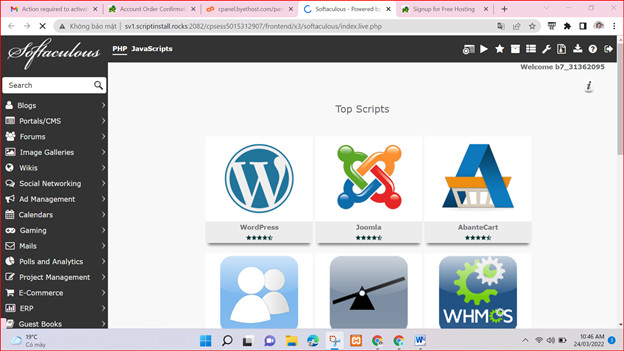 Action required to activat
Account Order Confirmat
cpanel.byethost.com/pan
Softaculous - Powered b
Signup for Free Hosting
Không bảo mật
sv1.scriptinstall.rocks:2082/cpsess5015312907/frontend/x3/softaculous/index.live.php
Softaculous
PHP JavaScripts
Welcome b7_31362095
Search
Blogs
Portals/CMS
Forums
Image Galleries
Wikis
Social Networking
Ad Management
Calendars
Gaming
Mails
Polls and Analytics
Project Management
E-Commerce
ERP
Guest Books
i
Top Scripts
WordPress
Joomla
AbanteCart
WHMCS
19°C
Có mây
10:46 AM
24/03/2022